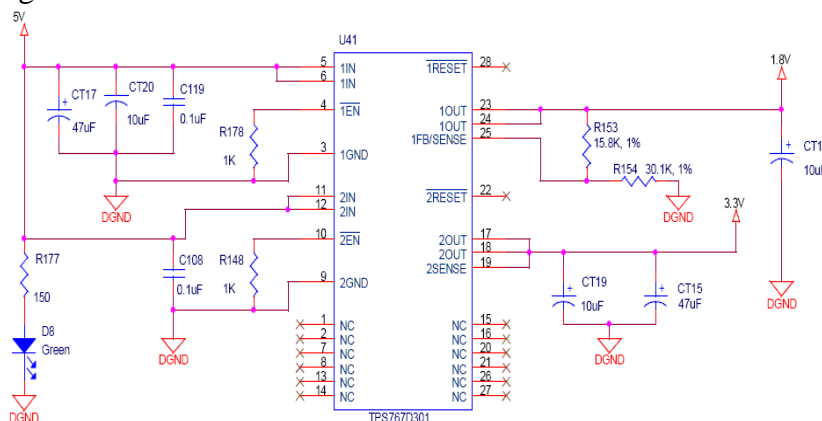 5V
U41
CT17
47uF
CT20
10uF
C119
0.1uF
R178
1K
DGND
5 1IN
6 1IN
4 1EN
3 1GND
11 2IN
12 2IN
10 2EN
9 2GND
1 NC
2 NC
7 NC
8 NC
13 NC
14 NC
1RESET 28
1OUT 23
1OUT 24
1FB/SENSE 25
2RESET 22
2OUT 17
2OUT 18
2SENSE 19
NC 15
NC 16
NC 20
NC 21
NC 26
NC 27
TPS767D301
R177
150
D8
Green
DGND
C108
0.1uF
R148
1K
DGND
1.8V
R153
15.8K, 1%
R154 30.1K, 1%
DGND
CT1
10u
DGND
3.3V
CT19
10uF
CT15
47uF
DGND